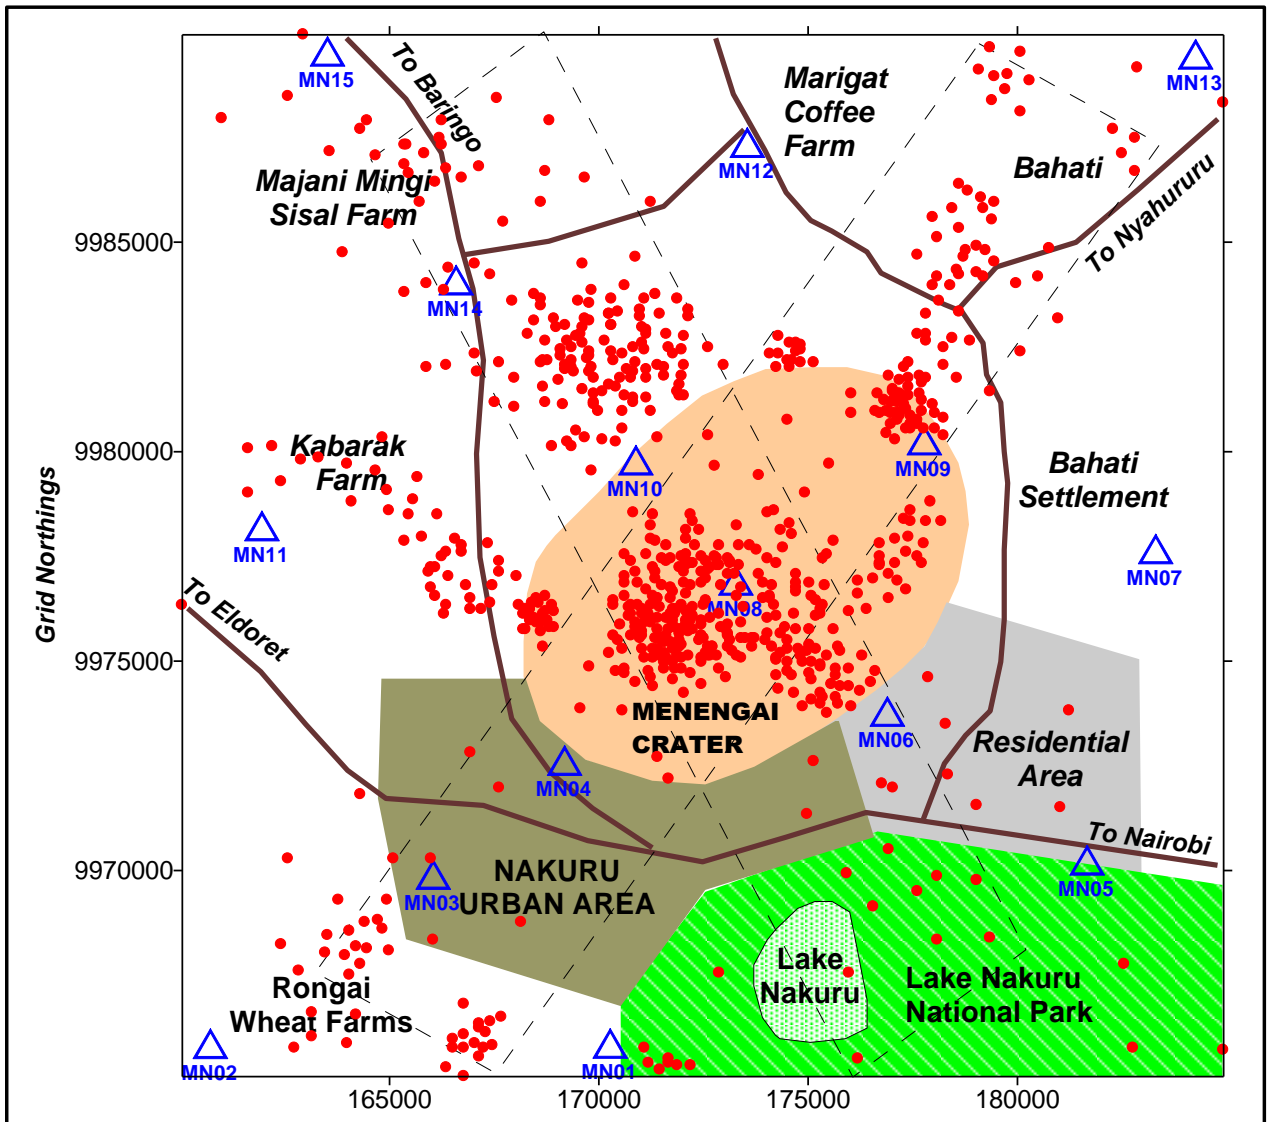 MN15
To Baringo
Marigat
Coffee
Farm
MN13
MN12
Bahati
Majani Mingi
Sisal Farm
To Nyahururu
9985000
MN14
Kabarak
Farm
9980000
MN10
MN09
Bahati
Settlement
Grid Northings
MN11
MN07
To Eldoret
MN08
9975000
MENENGAI
CRATER
MN06
Residential
Area
MN04
To Nairobi
9970000
NAKURU
URBAN AREA
MN03
MN05
Lake
Nakuru
Lake Nakuru
National Park
Rongai
Wheat Farms
MN02
MN01
165000
170000
175000
180000